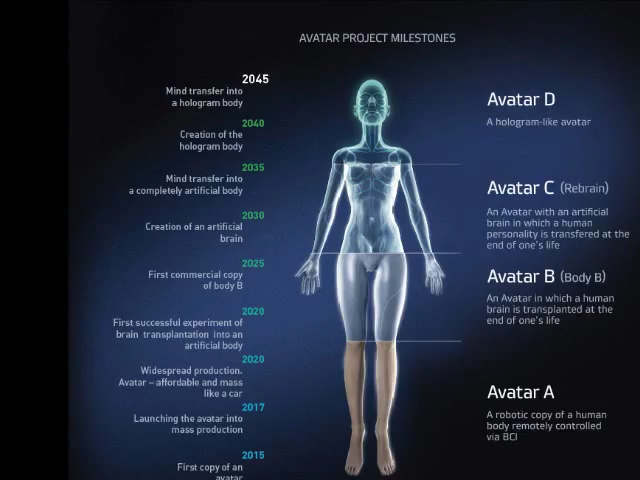 AVATAR PROJECT MILESTONES
2045
Mind transfer into
a hologram body
2040
Creation of the
hologram body
2035
Mind transfer into
a completely artificial body
2030
Creation of an artificial
brain
2025
First commercial copy
of body B
2020
First successful experiment of
brain transplantation into an
artificial body
2020
Widespread production.
Avatar – affordable and mass
like a car
2017
Launching the avatar into
mass production
2015
First copy of an
avatar
Avatar D
A hologram-like avatar
Avatar C (Rebrain)
An Avatar with an artificial
brain in which a human
personality is transfered at the
end of one's life
Avatar B (Body B)
An Avatar in which a human
brain is transplanted at the
end of one's life
Avatar A
A robotic copy of a human
body remotely controlled
via BCI